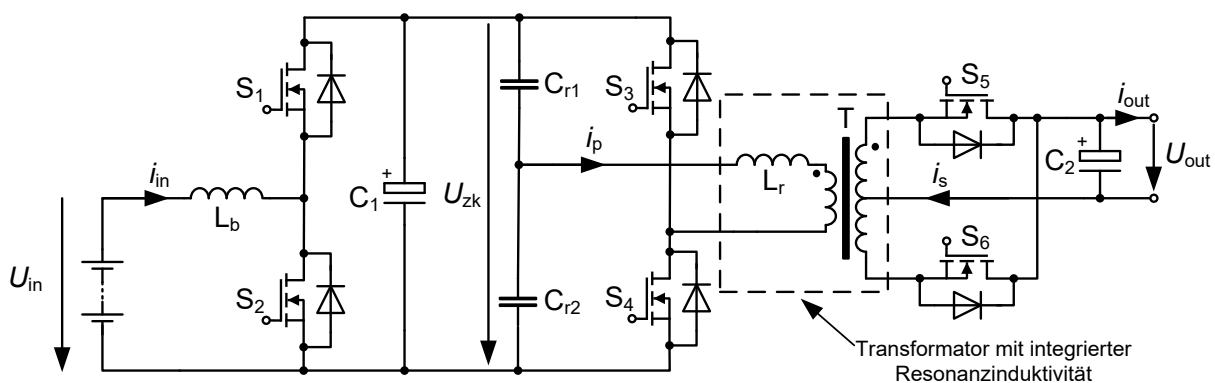 S1
S2
S3
S4
S5
S6
Cr1
Cr2
C1
+
Uzk
ip
iin
Lb
Uin
Lr
T
is
iout
C2
+
Uout
Transformator mit integrierter
Resonanzinduktivität